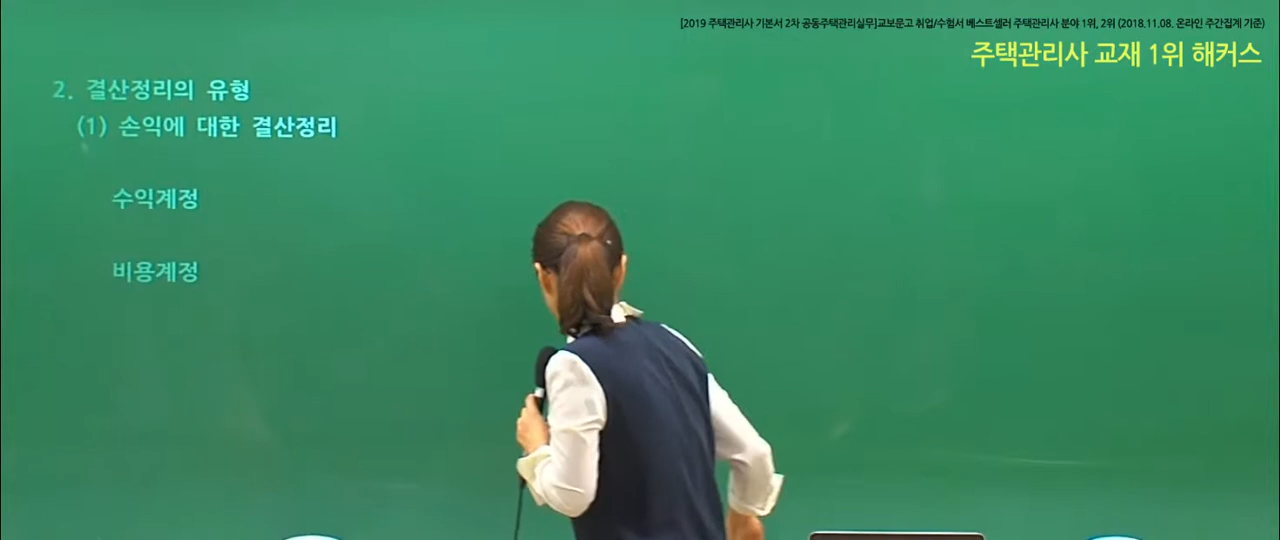 [2019 주택관리사 기본서 2차 공동주택관리실무]교보문고 취업/수험서 베스트셀러 주택관리사 분야 1위, 2위 (2018.11.08. 온라인 주간집계 기준)
주택관리사 교재 1위 해커스
2. 결산정리의 유형
(1) 손익에 대한 결산정리
수익계정
비용계정